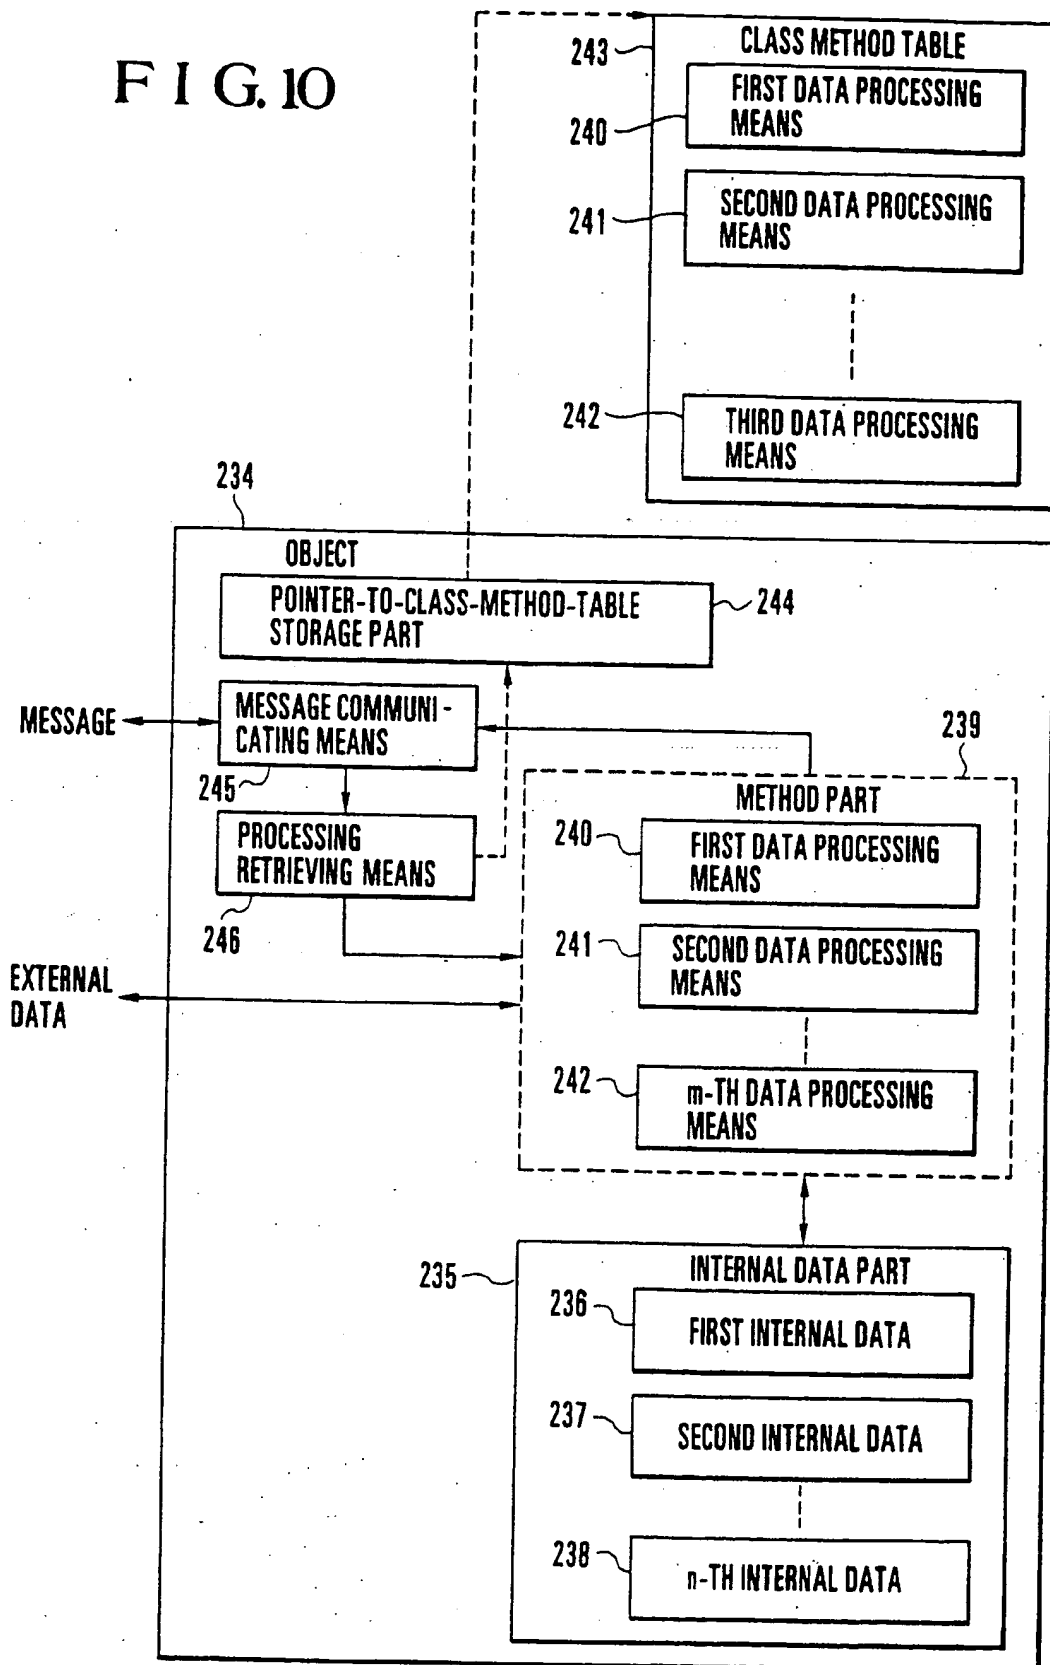 FIG. 10
243
CLASS METHOD TABLE
240
FIRST DATA PROCESSING
MEANS
241
SECOND DATA PROCESSING
MEANS
242
THIRD DATA PROCESSING
MEANS
234
OBJECT
POINTER-TO-CLASS-METHOD-TABLE
STORAGE PART
244
MESSAGE
MESSAGE COMMUNI-
CATING MEANS
245
PROCESSING
RETRIEVING MEANS
246
239
METHOD PART
240
FIRST DATA PROCESSING
MEANS
241
SECOND DATA PROCESSING
MEANS
EXTERNAL
DATA
242
m-TH DATA PROCESSING
MEANS
235
INTERNAL DATA PART
236
FIRST INTERNAL DATA
237
SECOND INTERNAL DATA
238
n-TH INTERNAL DATA